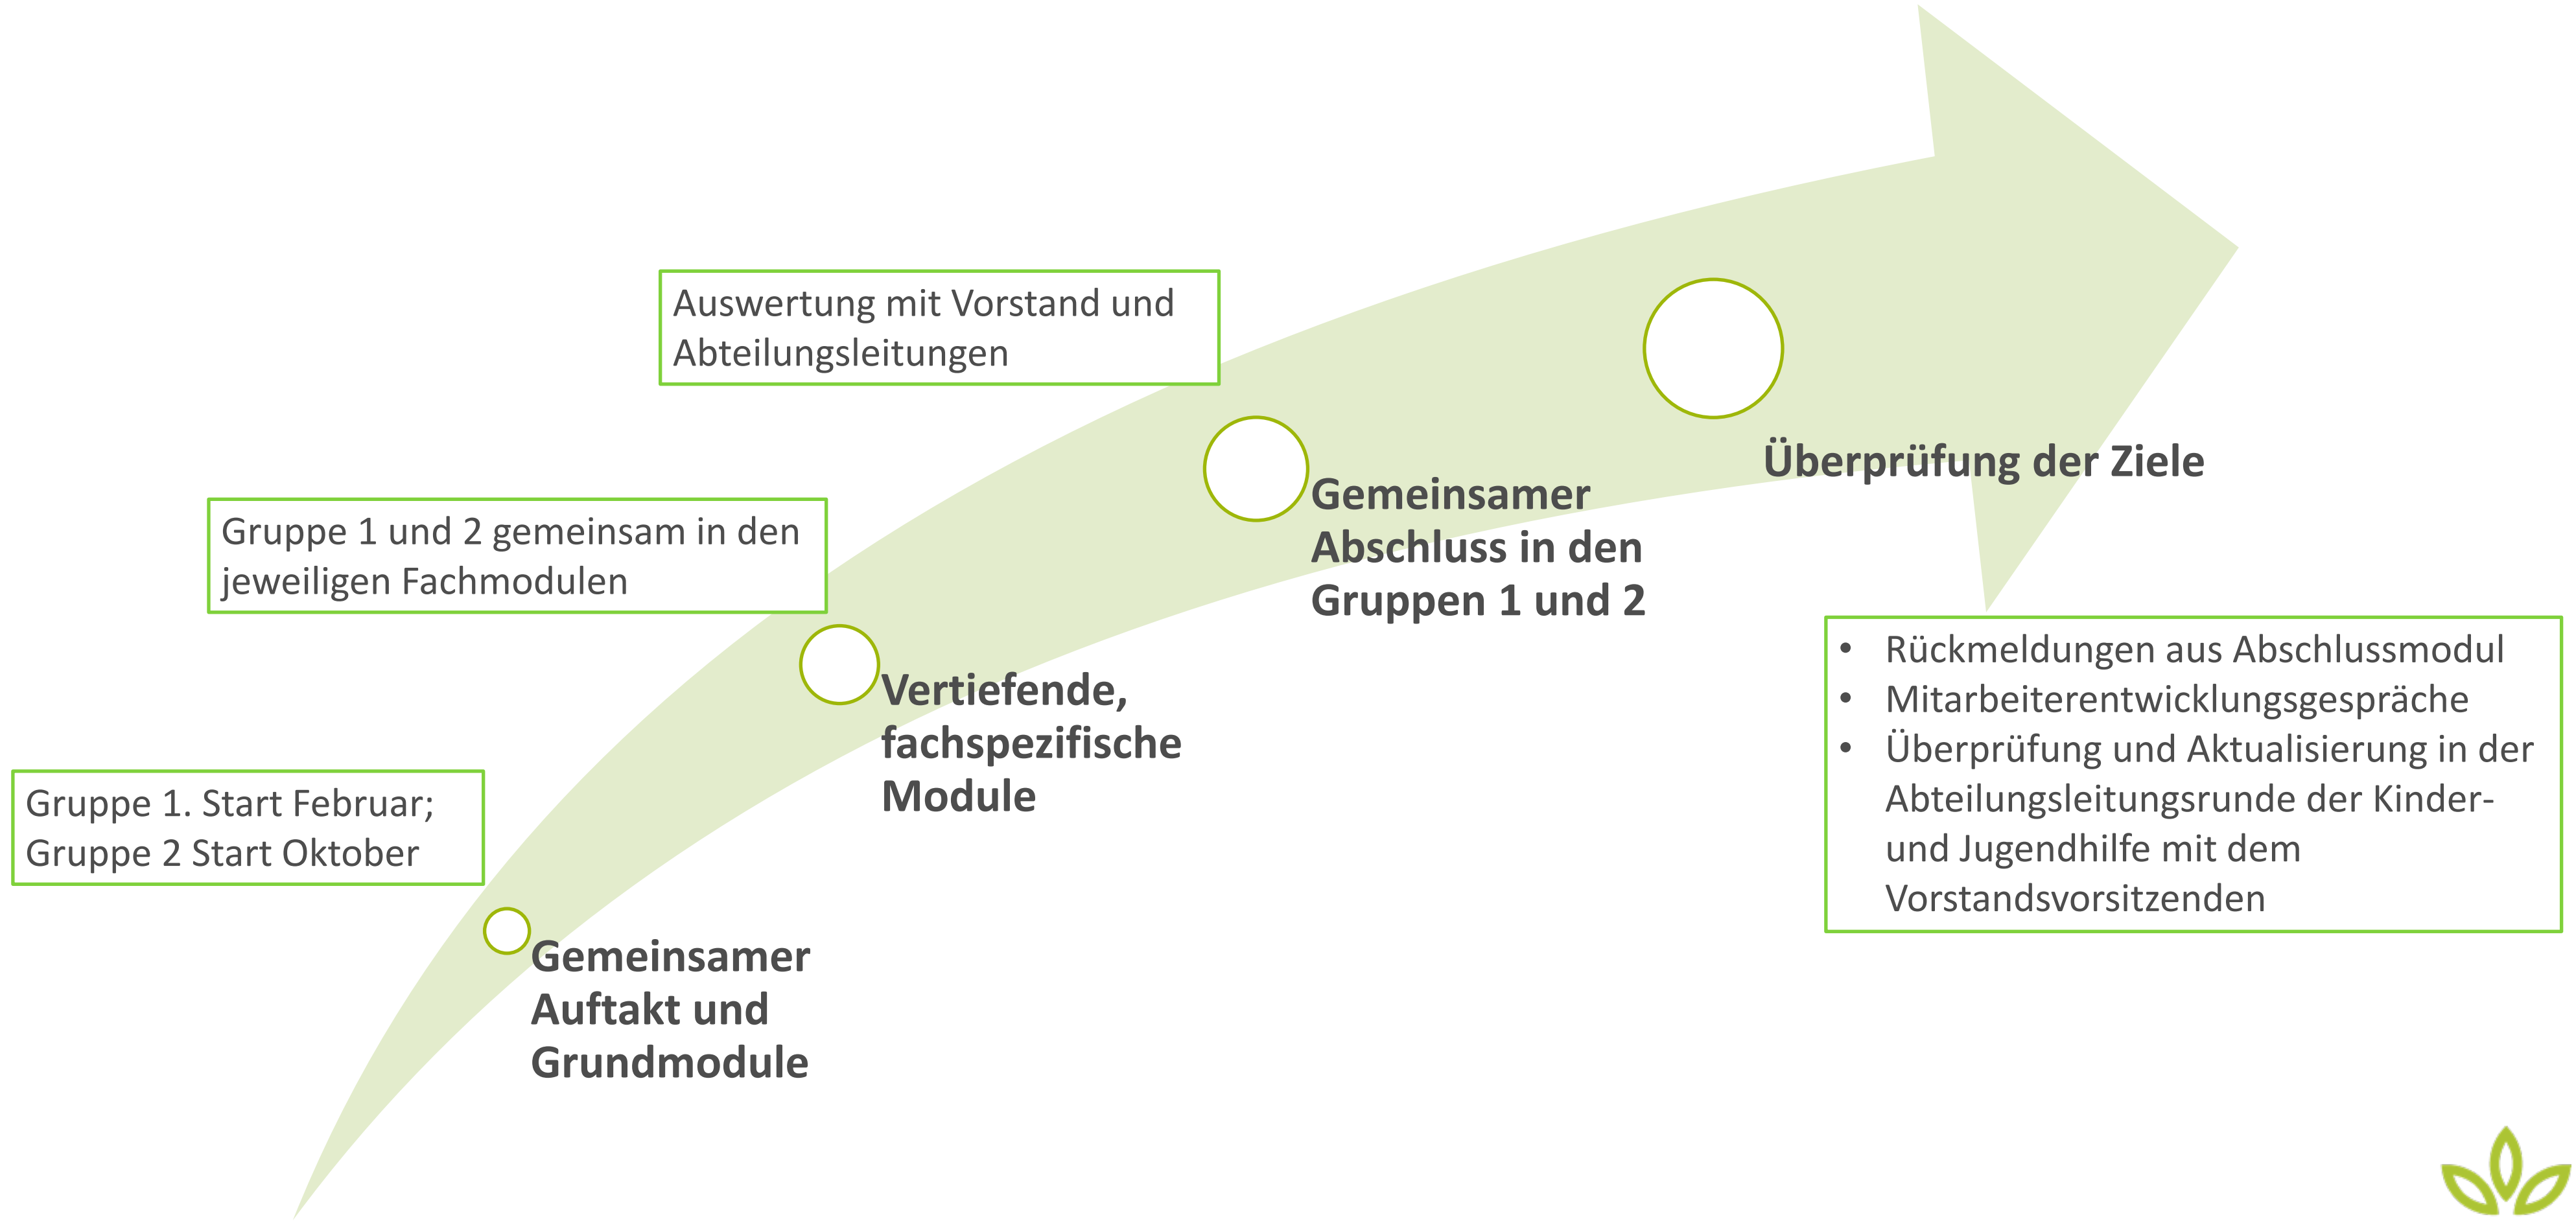 Gruppe 1. Start Februar;
Gruppe 2 Start Oktober
Gemeinsamer
Auftakt und
Grundmodule
Gruppe 1 und 2 gemeinsam in den
jeweiligen Fachmodulen
Vertiefende,
fachspezifische
Module
Auswertung mit Vorstand und
Abteilungsleitungen
Gemeinsamer
Abschluss in den
Gruppen 1 und 2
Überprüfung der Ziele
• Rückmeldungen aus Abschlussmodul
• Mitarbeiterentwicklungsgespräche
• Überprüfung und Aktualisierung in der
Abteilungsleitungsrunde der Kinder-
und Jugendhilfe mit dem
Vorstandsvorsitzenden